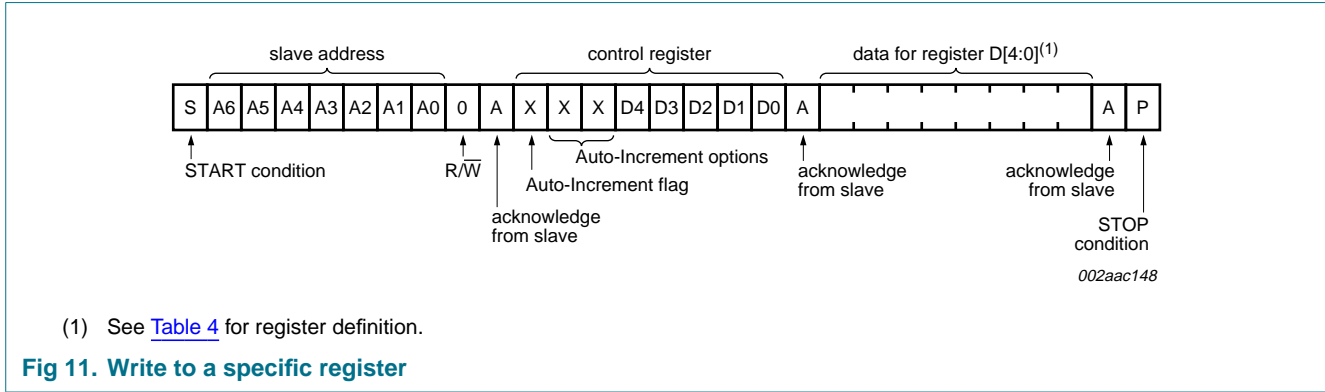 slave address control register data for register D[4:0](1)
S A6 A5 A4 A3 A2 A1 A0 0 A X X X D4 D3 D2 D1 D0 A A P
START condition
R/W̅
Auto-Increment options
Auto-Increment flag
acknowledge
from slave
acknowledge
from slave
acknowledge
from slave
STOP
condition
002aac148
(1) See Table 4 for register definition.
Fig 11. Write to a specific register